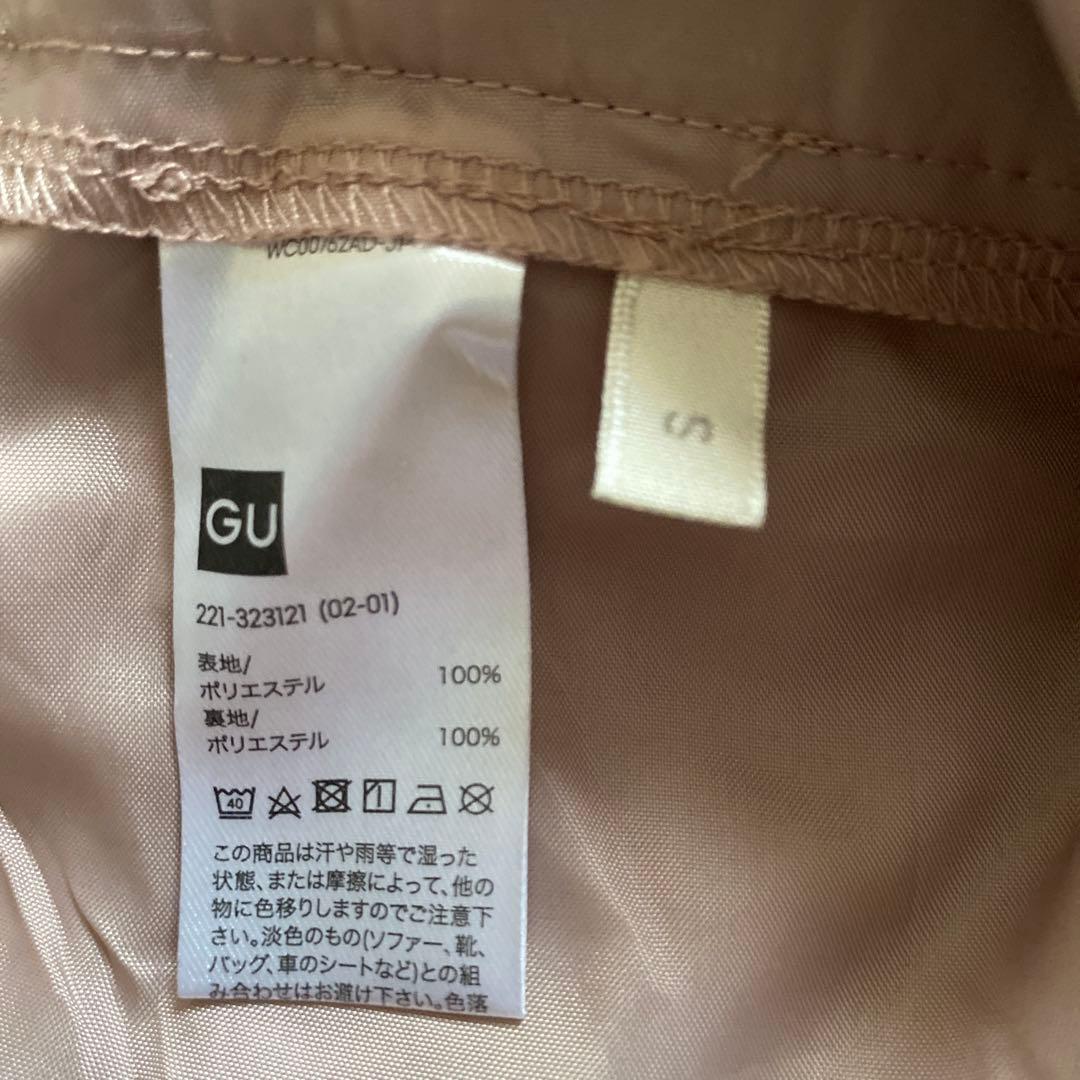 S
GU
221-323121 (02-01)
表地/
ポリエステル 100%
裏地/
ポリエステル 100%
40
この商品は汗や雨等で湿った
状態、または摩擦によって、他の
物に色移りしますのでご注意下
さい。淡色のもの(ソファー、靴、
バッグ、車のシートなど)との組
み合わせはお避け下さい。色落